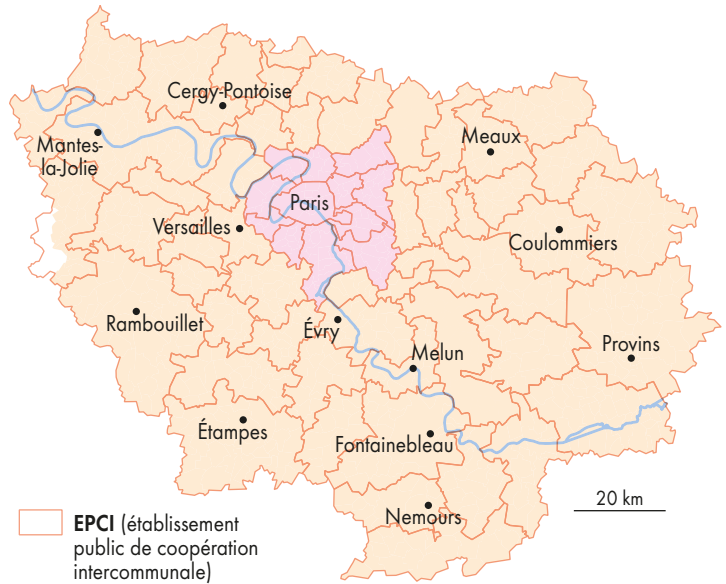 Cergy-Pontoise
Mantes-
la-Jolie
Meaux
Paris
Versailles
Coulommiers
Rambouillet
Évry
Melun
Provins
Étampes
Fontainebleau
Nemours
20 km
EPCI (établissement
public de coopération
intercommunale)